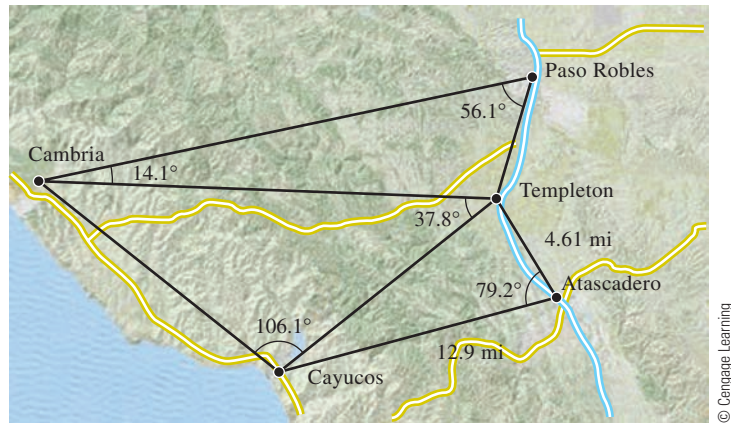 Paso Robles
56.1°
Cambria
14.1°
Templeton
37.8°
4.61 mi
79.2°
Atascadero
106.1°
12.9 mi
Cayucos
© Cengage Learning